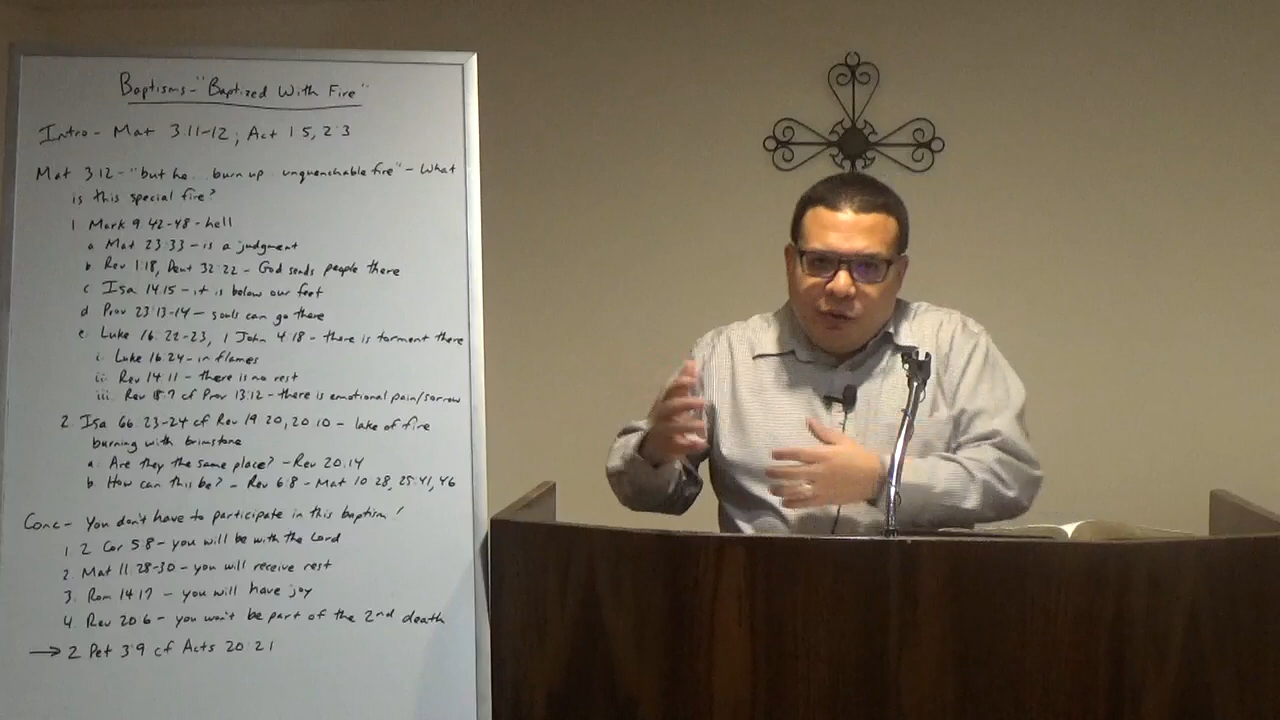 Baptisms - "Baptized With Fire"
Intro - Mat 3:11-12; Act 1:5, 2:3
Mat 3:12 - "but he... burn up... unquenchable fire" - What
is this special fire?
1. Mark 9:42-48 - hell
a. Mat 23:33 - is a judgment
b. Rev 1:18, Deut 32:22 - God sends people there
c. Isa 14:15 - it is below our feet
d. Prov 23:13-14 - souls can go there
e. Luke 16:22-23, 1 John 4:18 - there is torment there
i. Luke 16:24 - in flames
ii. Rev 14:11 - there is no rest
iii. Rev 18:7 cf Prov 13:12 - there is emotional pain/sorrow
2. Isa 66:23-24 cf Rev 19:20, 20:10 - lake of fire
burning with brimstone
a. Are they the same place? - Rev 20:14
b. How can this be? - Rev 6:8 - Mat 10:28, 25:41, 46
Conc - You don't have to participate in this baptism!
1. 2 Cor 5:8 - you will be with the Lord
2. Mat 11:28-30 - you will receive rest
3. Rom 14:17 - you will have joy
4. Rev 20:6 - you won't be part of the 2nd death
→ 2 Pet 3:9 cf Acts 20:21